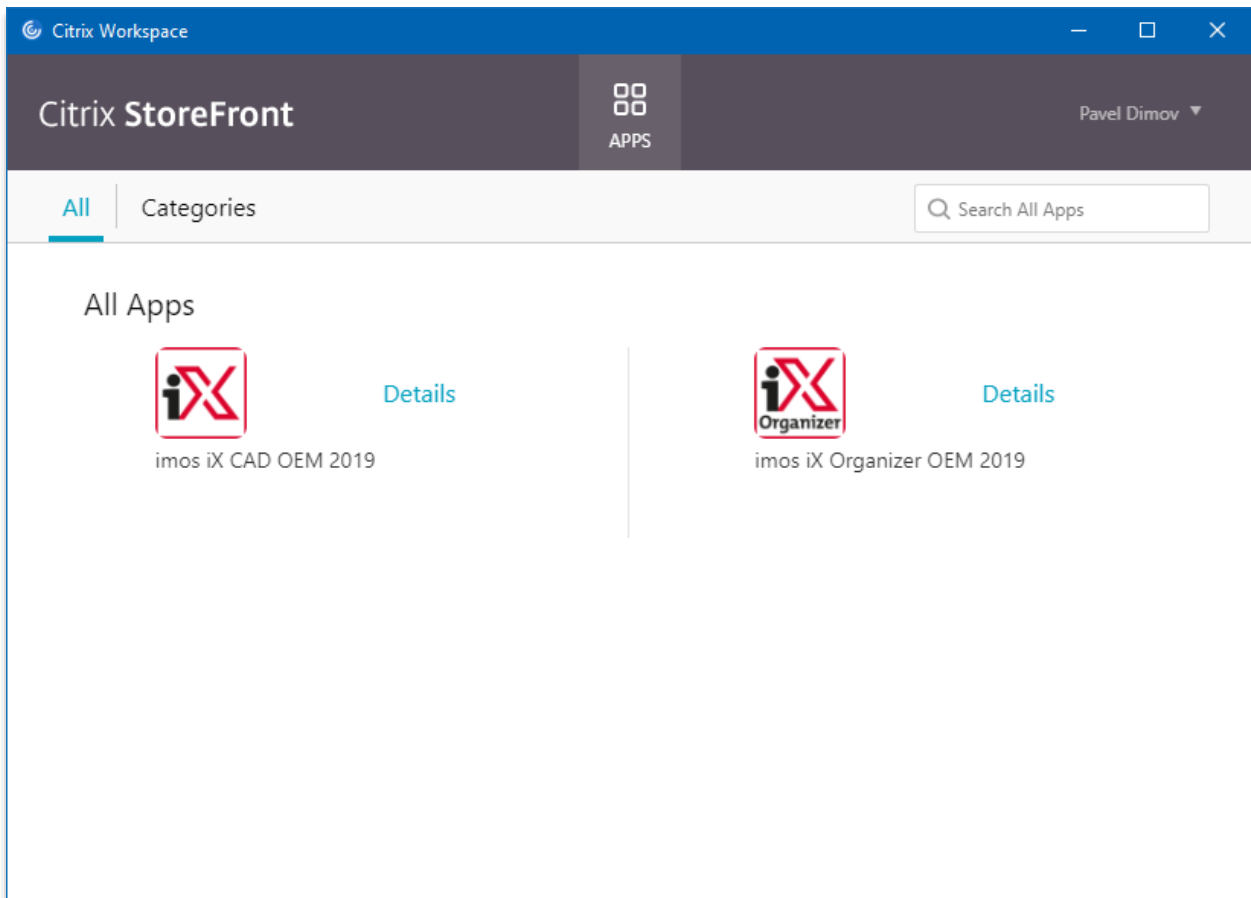 Citrix Workspace
Citrix StoreFront
APPS
Pavel Dimov
All
Categories
Search All Apps
All Apps
iX
Details
imos iX CAD OEM 2019
iX
Organizer
Details
imos iX Organizer OEM 2019